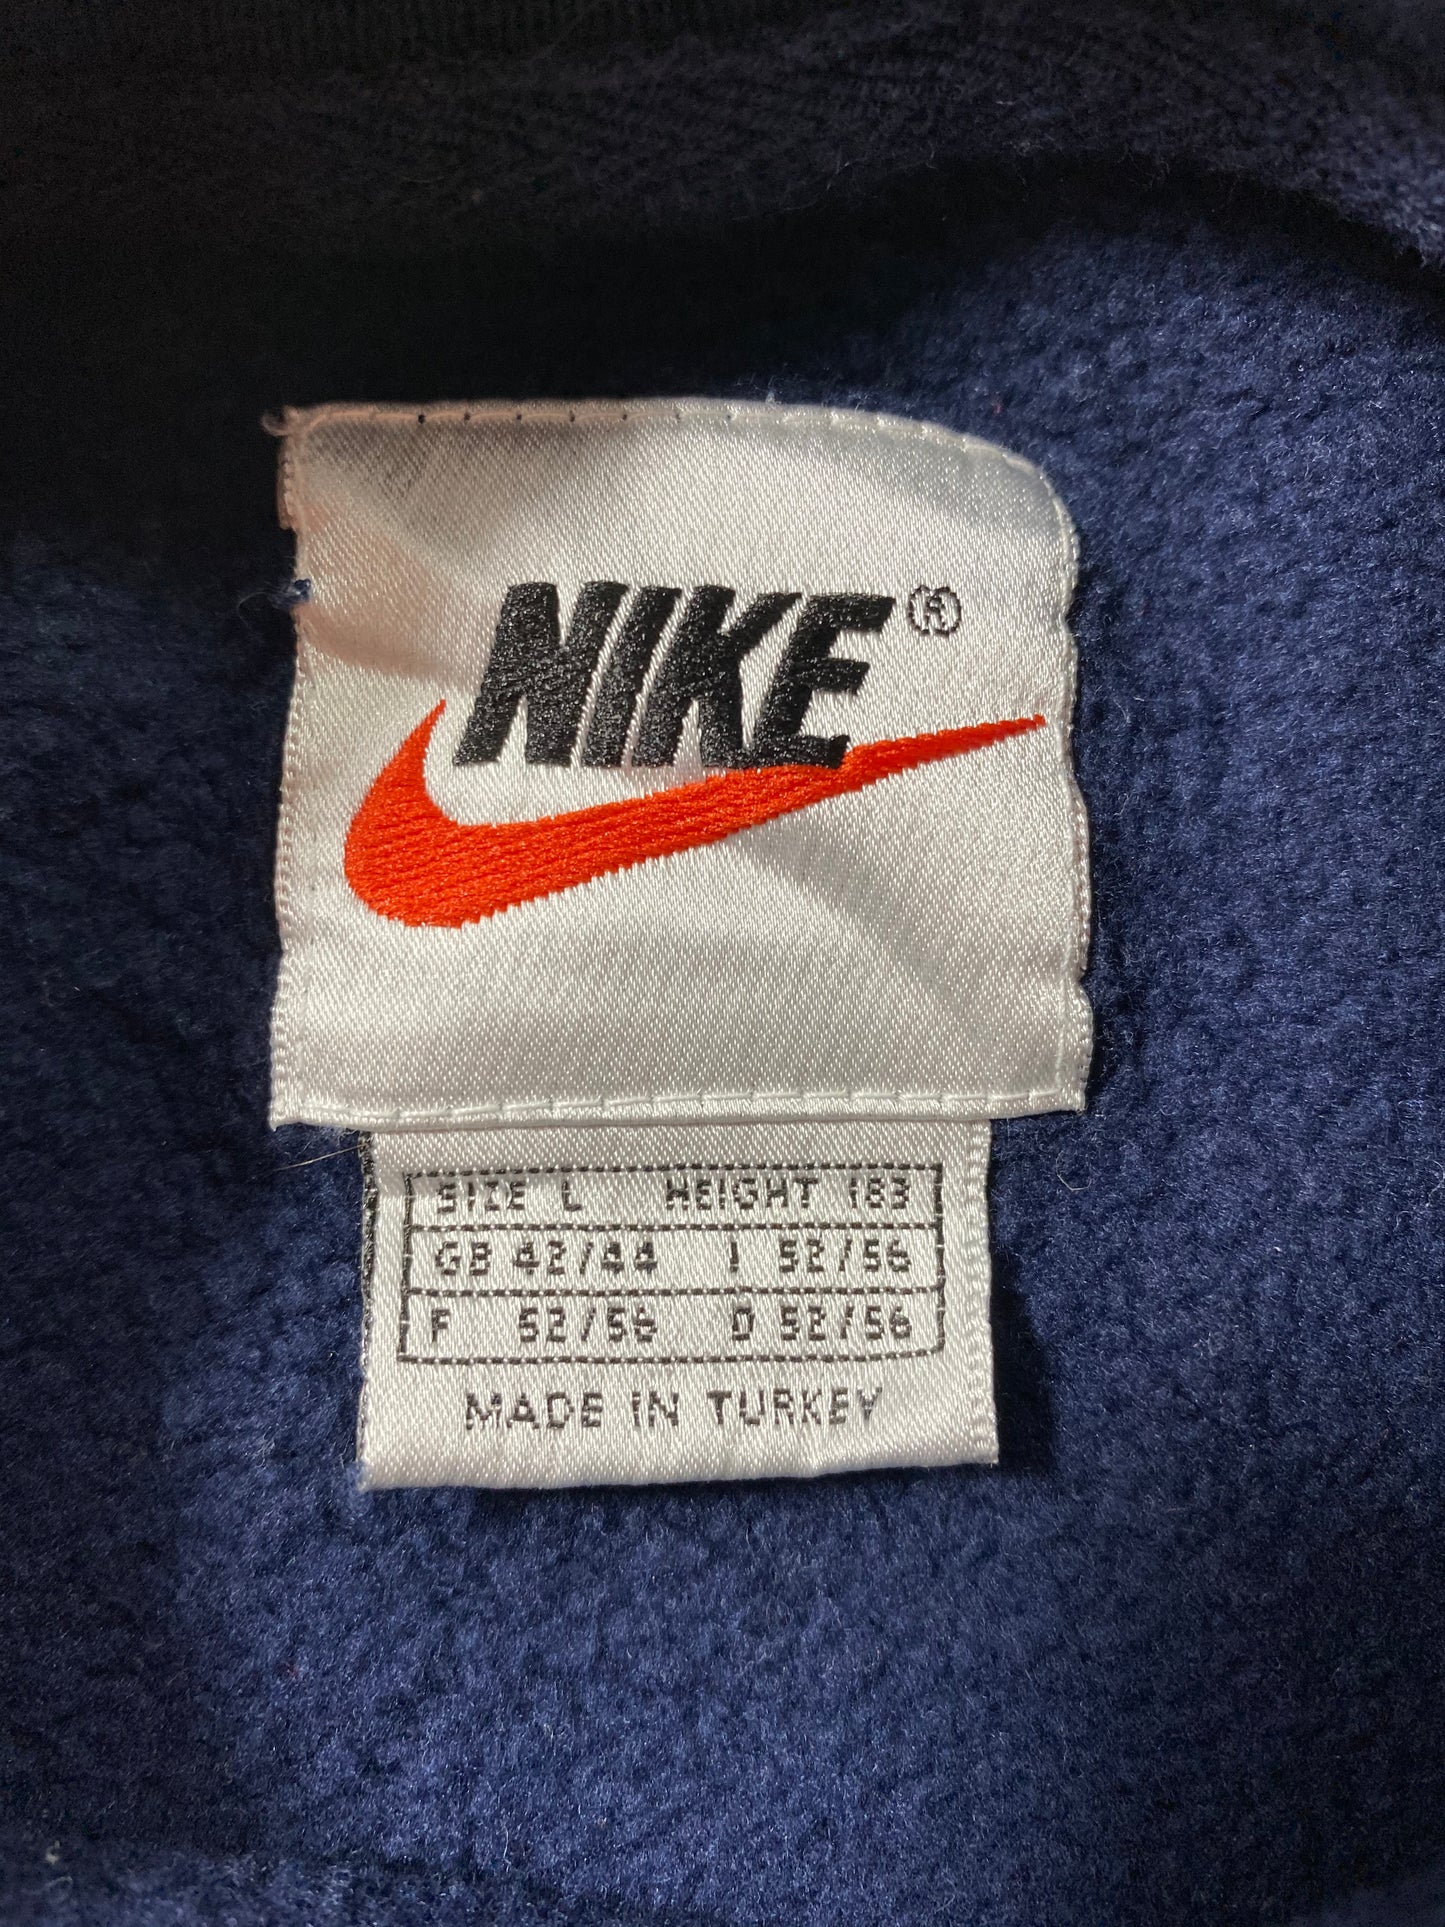 NIKE®
SIZE L HEIGHT 183
GB 42/44 I 52/56
F 52/56 D 52/56
MADE IN TURKEY